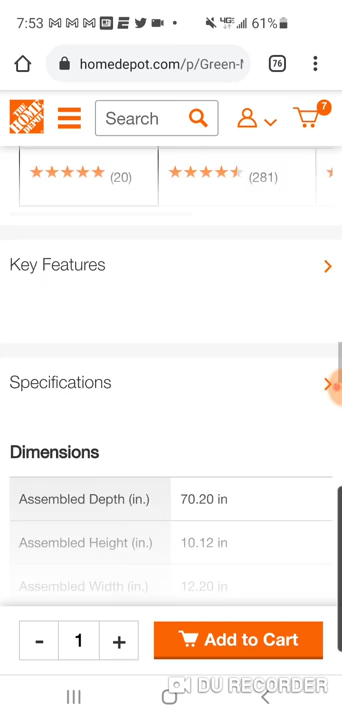 7:53 4G 61%
homedepot.com/p/Green-M 76
THE HOME DEPOT Search 7
(20) (281)
Key Features
Specifications
Dimensions
Assembled Depth (in.) 70.20 in
Assembled Height (in.) 10.12 in
Assembled Width (in.) 12.20 in
- 1 + Add to Cart
DU RECORDER